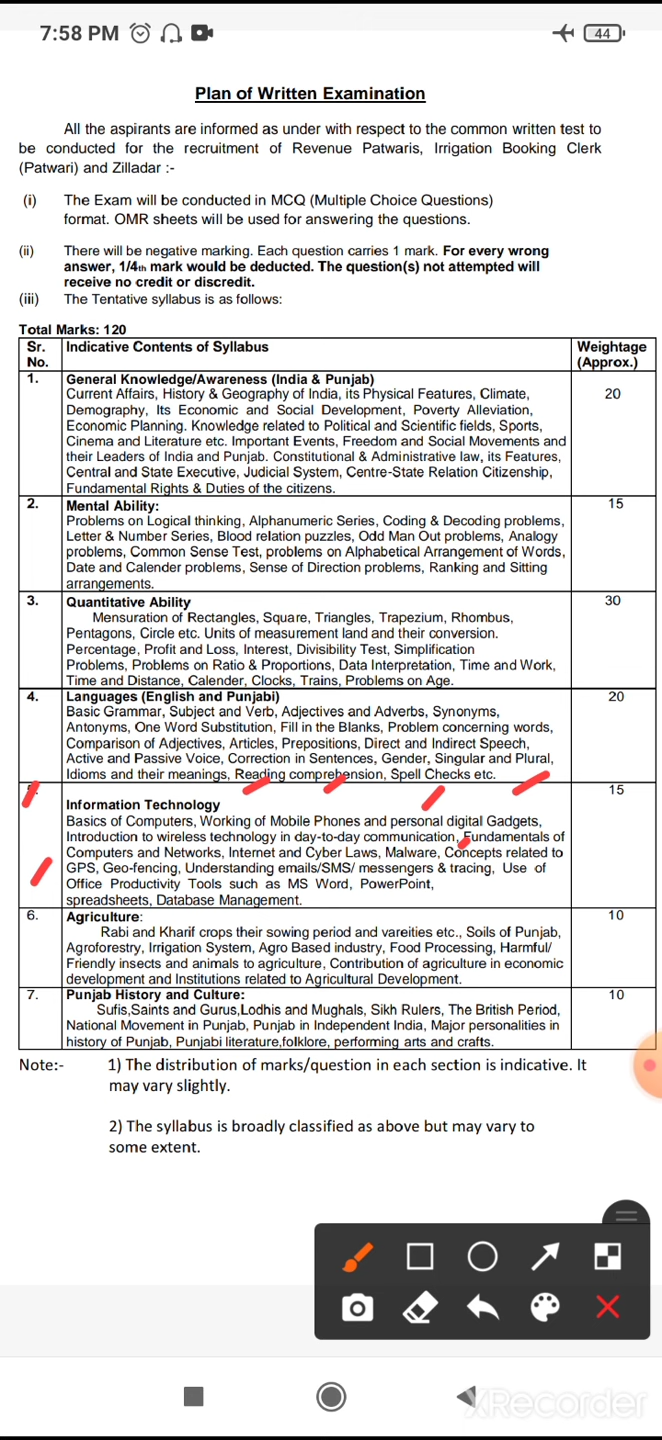 7:58 PM
44
Plan of Written Examination
All the aspirants are informed as under with respect to the common written test to
be conducted for the recruitment of Revenue Patwaris, Irrigation Booking Clerk
(Patwari) and Zilladar :-
(i) The Exam will be conducted in MCQ (Multiple Choice Questions)
format. OMR sheets will be used for answering the questions.
(ii) There will be negative marking. Each question carries 1 mark. For every wrong
answer, 1/4th mark would be deducted. The question(s) not attempted will
receive no credit or discredit.
(iii) The Tentative syllabus is as follows:
Total Marks: 120
Sr. No. Indicative Contents of Syllabus Weightage (Approx.)
1. General Knowledge/Awareness (India & Punjab) 20
Current Affairs, History & Geography of India, its Physical Features, Climate,
Demography, Its Economic and Social Development, Poverty Alleviation,
Economic Planning. Knowledge related to Political and Scientific fields, Sports,
Cinema and Literature etc. Important Events, Freedom and Social Movements and
their Leaders of India and Punjab. Constitutional & Administrative law, its Features,
Central and State Executive, Judicial System, Centre-State Relation Citizenship,
Fundamental Rights & Duties of the citizens.
2. Mental Ability: 15
Problems on Logical thinking, Alphanumeric Series, Coding & Decoding problems,
Letter & Number Series, Blood relation puzzles, Odd Man Out problems, Analogy
problems, Common Sense Test, problems on Alphabetical Arrangement of Words,
Date and Calender problems, Sense of Direction problems, Ranking and Sitting
arrangements.
3. Quantitative Ability 30
Mensuration of Rectangles, Square, Triangles, Trapezium, Rhombus,
Pentagons, Circle etc. Units of measurement land and their conversion.
Percentage, Profit and Loss, Interest, Divisibility Test, Simplification
Problems, Problems on Ratio & Proportions, Data Interpretation, Time and Work,
Time and Distance, Calender, Clocks, Trains, Problems on Age.
4. Languages (English and Punjabi) 20
Basic Grammar, Subject and Verb, Adjectives and Adverbs, Synonyms,
Antonyms, One Word Substitution, Fill in the Blanks, Problem concerning words,
Comparison of Adjectives, Articles, Prepositions, Direct and Indirect Speech,
Active and Passive Voice, Correction in Sentences, Gender, Singular and Plural,
Idioms and their meanings, Reading comprehension, Spell Checks etc.
15
Information Technology
Basics of Computers, Working of Mobile Phones and personal digital Gadgets,
Introduction to wireless technology in day-to-day communication, Fundamentals of
Computers and Networks, Internet and Cyber Laws, Malware, Concepts related to
GPS, Geo-fencing, Understanding emails/SMS/ messengers & tracing, Use of
Office Productivity Tools such as MS Word, PowerPoint,
spreadsheets, Database Management.
6. Agriculture: 10
Rabi and Kharif crops their sowing period and vareities etc., Soils of Punjab,
Agroforestry, Irrigation System, Agro Based industry, Food Processing, Harmful/
Friendly insects and animals to agriculture, Contribution of agriculture in economic
development and Institutions related to Agricultural Development.
7. Punjab History and Culture: 10
Sufis,Saints and Gurus,Lodhis and Mughals, Sikh Rulers, The British Period,
National Movement in Punjab, Punjab in Independent India, Major personalities in
history of Punjab, Punjabi literature,folklore, performing arts and crafts.
Note:- 1) The distribution of marks/question in each section is indicative. It
may vary slightly.
2) The syllabus is broadly classified as above but may vary to
some extent.
XRecorder